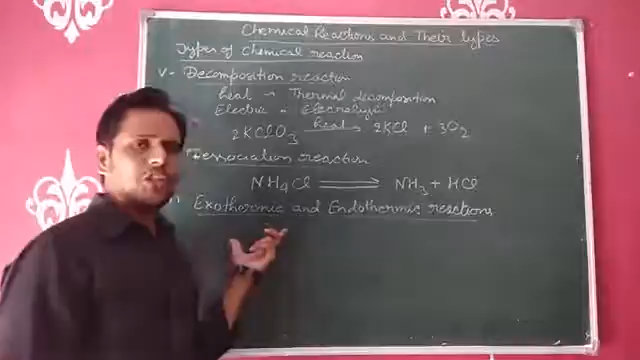 Chemical Reactions and Their types
Types of Chemical reaction
V- Decomposition reaction
heat → Thermal decomposition
Electric - Electrolysis
2KClO3 heat→ 2KCl + 3O2
Dessociation reaction
NH4Cl ⇌ NH3 + HCl
Exothermic and Endothermic reactions